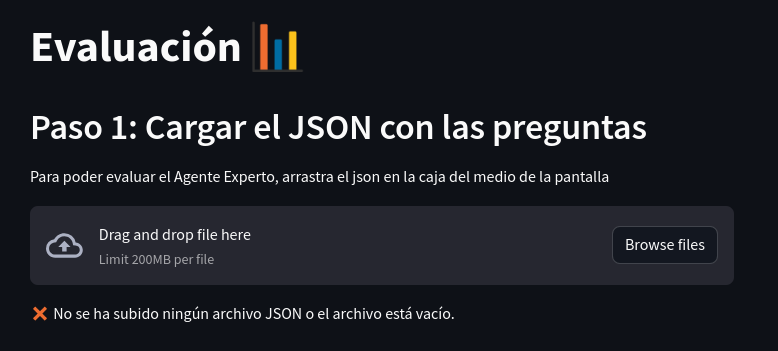 Evaluación
Paso 1: Cargar el JSON con las preguntas
Para poder evaluar el Agente Experto, arrastra el json en la caja del medio de la pantalla
Drag and drop file here
Limit 200MB per file
Browse files
No se ha subido ningún archivo JSON o el archivo está vacío.